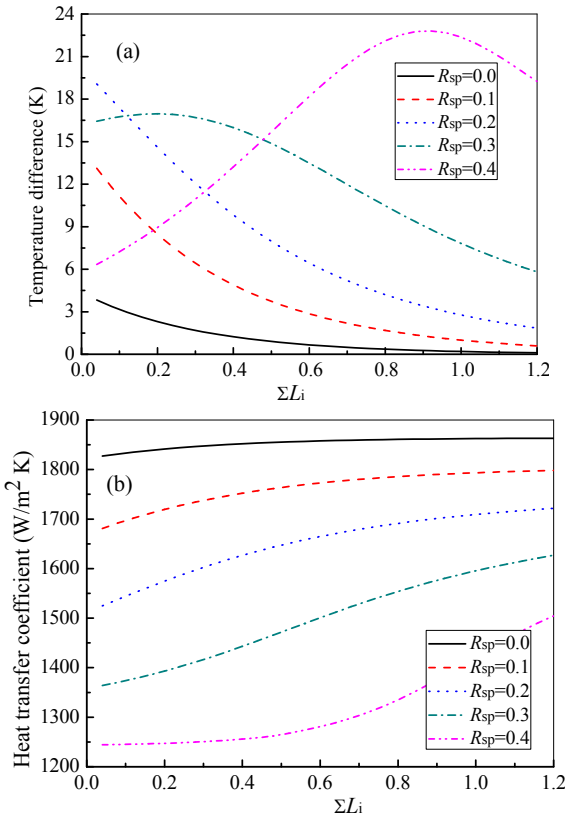 24
21
18
15
12
9
6
3
0
Temperature difference (K)
(a)
Rsp=0.0
Rsp=0.1
Rsp=0.2
Rsp=0.3
Rsp=0.4
0.0 0.2 0.4 0.6 0.8 1.0 1.2
ΣLi
1900
1800
1700
1600
1500
1400
1300
1200
Heat transfer coefficient (W/m² K)
(b)
Rsp=0.0
Rsp=0.1
Rsp=0.2
Rsp=0.3
Rsp=0.4
0.0 0.2 0.4 0.6 0.8 1.0 1.2
ΣLi